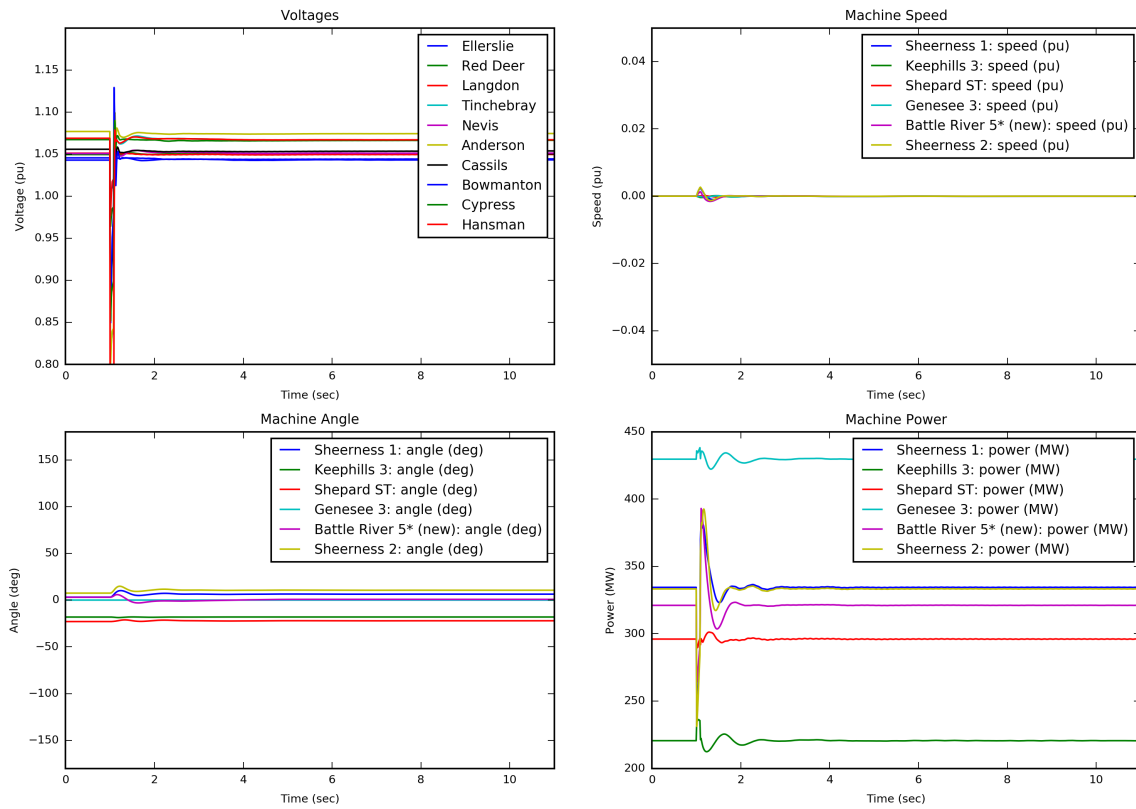 Voltages
Voltage (pu)
1.15
1.10
1.05
1.00
0.95
0.90
0.85
0.80
0 2 4 6 8 10
Time (sec)
Ellerslie
Red Deer
Langdon
Tinchebray
Nevis
Anderson
Cassils
Bowmanton
Cypress
Hansman
Machine Speed
Speed (pu)
0.04
0.02
0.00
−0.02
−0.04
0 2 4 6 8 10
Time (sec)
Sheerness 1: speed (pu)
Keephills 3: speed (pu)
Shepard ST: speed (pu)
Genesee 3: speed (pu)
Battle River 5* (new): speed (pu)
Sheerness 2: speed (pu)
Machine Angle
Angle (deg)
150
100
50
0
−50
−100
−150
0 2 4 6 8 10
Time (sec)
Sheerness 1: angle (deg)
Keephills 3: angle (deg)
Shepard ST: angle (deg)
Genesee 3: angle (deg)
Battle River 5* (new): angle (deg)
Sheerness 2: angle (deg)
Machine Power
Power (MW)
450
400
350
300
250
200
0 2 4 6 8 10
Time (sec)
Sheerness 1: power (MW)
Keephills 3: power (MW)
Shepard ST: power (MW)
Genesee 3: power (MW)
Battle River 5* (new): power (MW)
Sheerness 2: power (MW)